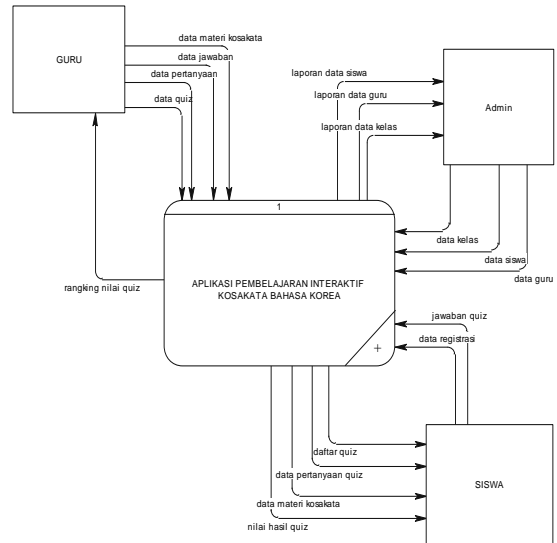 data materi kosakata
GURU
data jawaban
data pertanyaan
data quiz
laporan data siswa
laporan data guru
laporan data kelas
Admin
1
data kelas
data siswa
data guru
rangking nilai quiz
APLIKASI PEMBELAJARAN INTERAKTIF
KOSAKATA BAHASA KOREA
jawaban quiz
data registrasi
+
daftar quiz
data pertanyaan quiz
data materi kosakata
nilai hasil quiz
SISWA